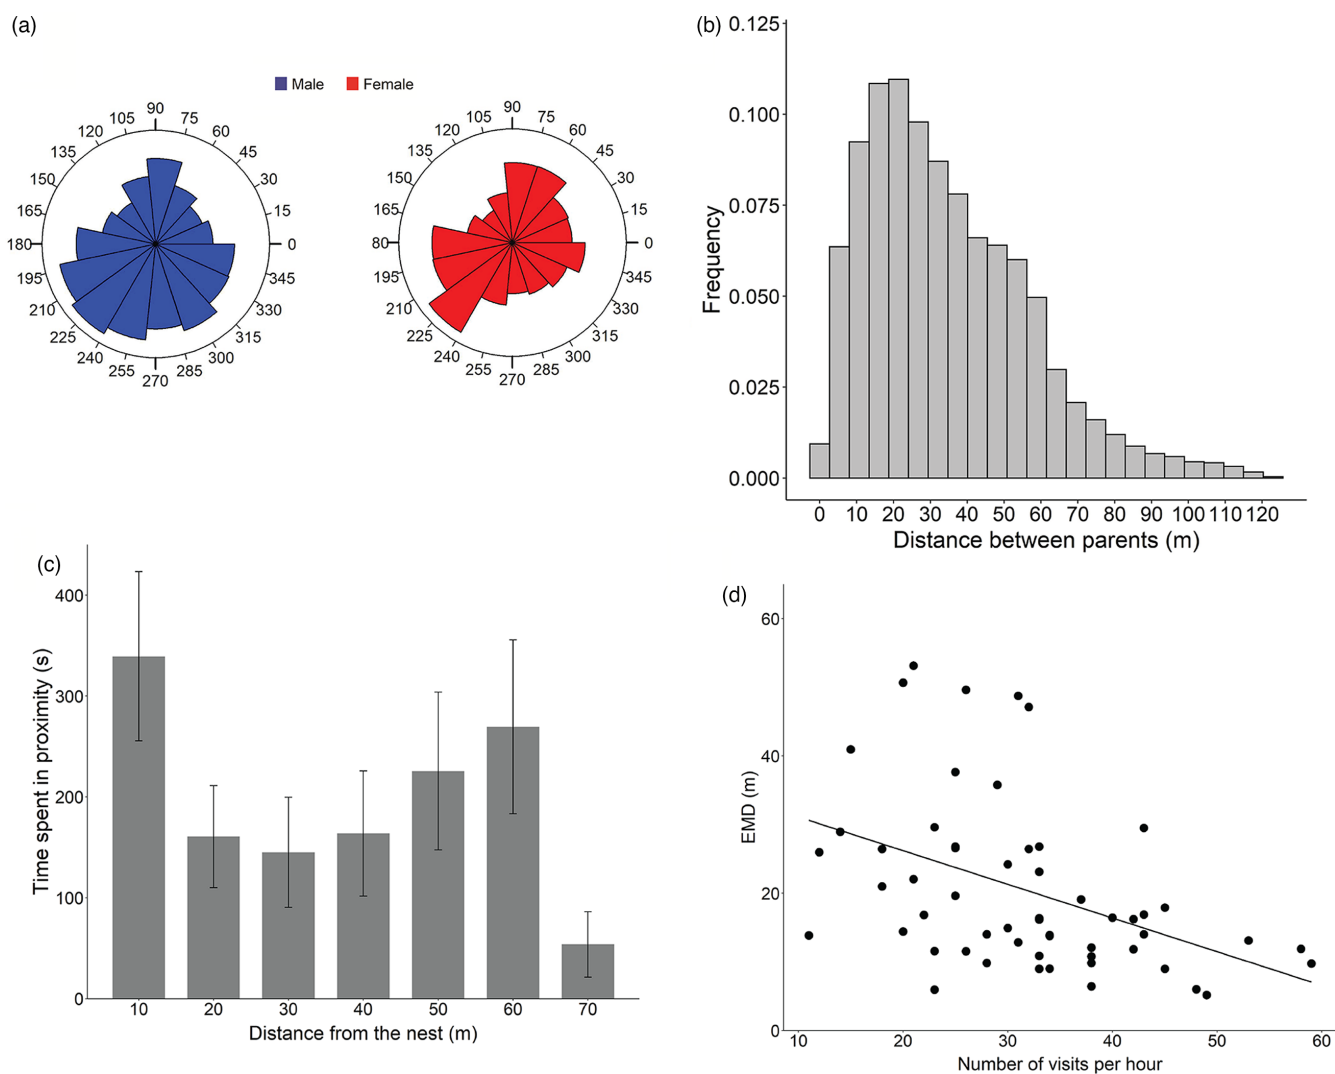 (a)
Male Female
90
105 75
120 60
135 45
150 30
165 15
180 0
195 345
210 330
225 315
240 300
255 285
270
90
105 75
120 60
135 45
150 30
165 15
80 0
195 345
210 330
225 315
240 300
255 285
270
(b)
Frequency
0.125
0.100
0.075
0.050
0.025
0.000
0 10 20 30 40 50 60 70 80 90 100 110 120
Distance between parents (m)
(c)
Time spent in proximity (s)
400
300
200
100
0
10 20 30 40 50 60 70
Distance from the nest (m)
(d)
EMD (m)
60
40
20
0
10 20 30 40 50 60
Number of visits per hour